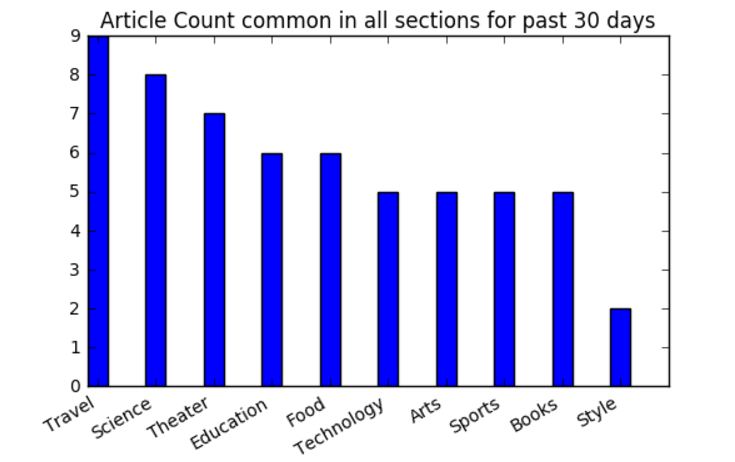 Article Count common in all sections for past 30 days
9
8
7
6
5
4
3
2
1
0
Travel
Science
Theater
Education
Food
Technology
Arts
Sports
Books
Style